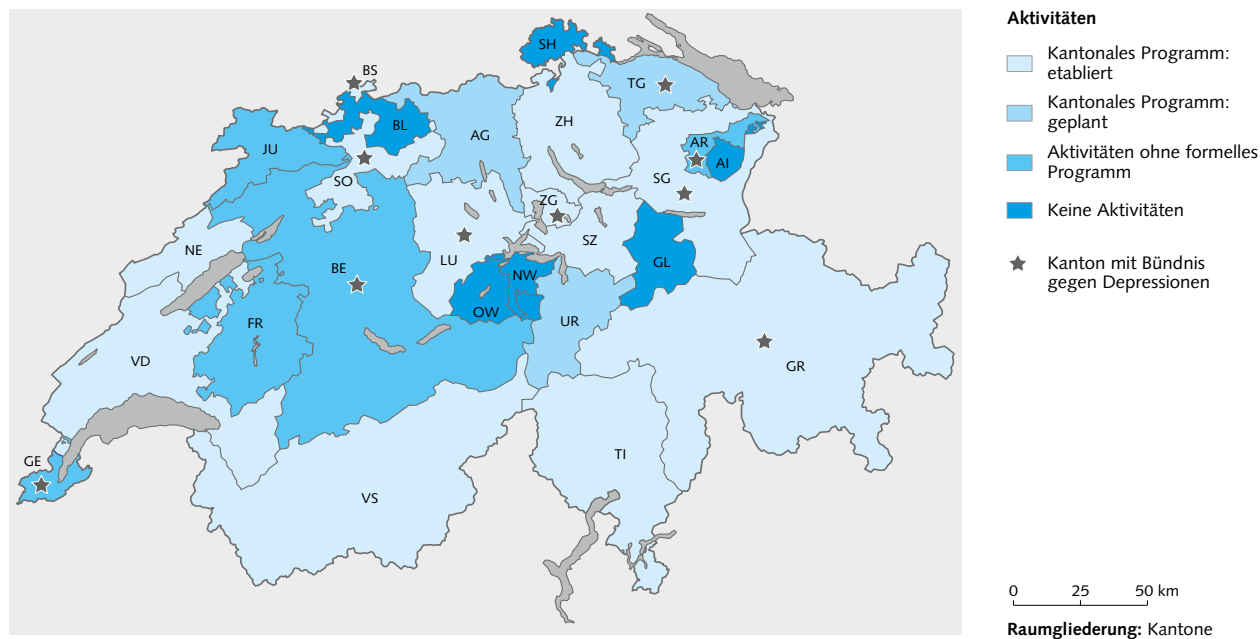 SH
BS
TG
BL
AG
ZH
AR
AI
JU
SO
SG
ZG
NE
SZ
BE
LU
GL
NW
OW
UR
FR
VD
GR
GE
TI
VS
Aktivitäten
Kantonales Programm:
etabliert
Kantonales Programm:
geplant
Aktivitäten ohne formelles
Programm
Keine Aktivitäten
Kanton mit Bündnis
gegen Depressionen
0 25 50 km
Raumgliederung: Kantone